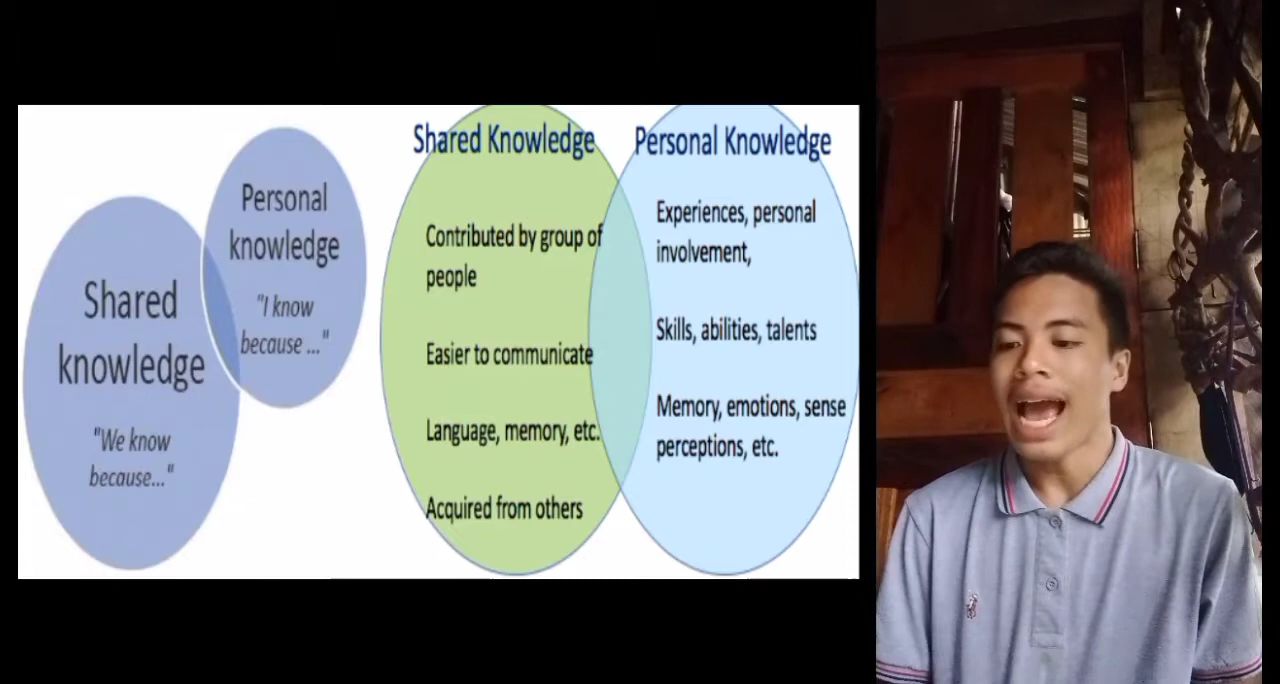 Personal
knowledge
"I know
because ..."
Shared
knowledge
"We know
because..."
Shared Knowledge
Contributed by group of
people
Easier to communicate
Language, memory, etc.
Acquired from others
Personal Knowledge
Experiences, personal
involvement,
Skills, abilities, talents
Memory, emotions, sense
perceptions, etc.